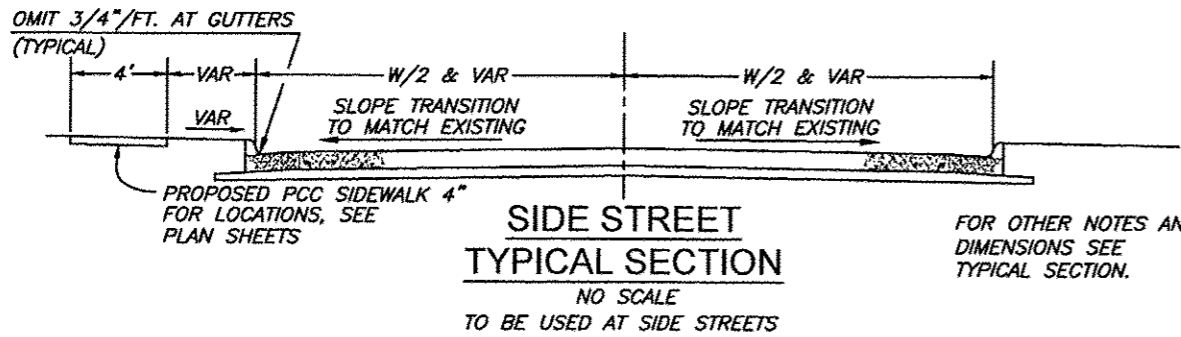 OMIT 3/4"/FT. AT GUTTERS
(TYPICAL)
4'
VAR
W/2 & VAR
W/2 & VAR
VAR
SLOPE TRANSITION
TO MATCH EXISTING
SLOPE TRANSITION
TO MATCH EXISTING
PROPOSED PCC SIDEWALK 4"
FOR LOCATIONS, SEE
PLAN SHEETS
SIDE STREET
TYPICAL SECTION
NO SCALE
TO BE USED AT SIDE STREETS
FOR OTHER NOTES AN
DIMENSIONS SEE
TYPICAL SECTION.